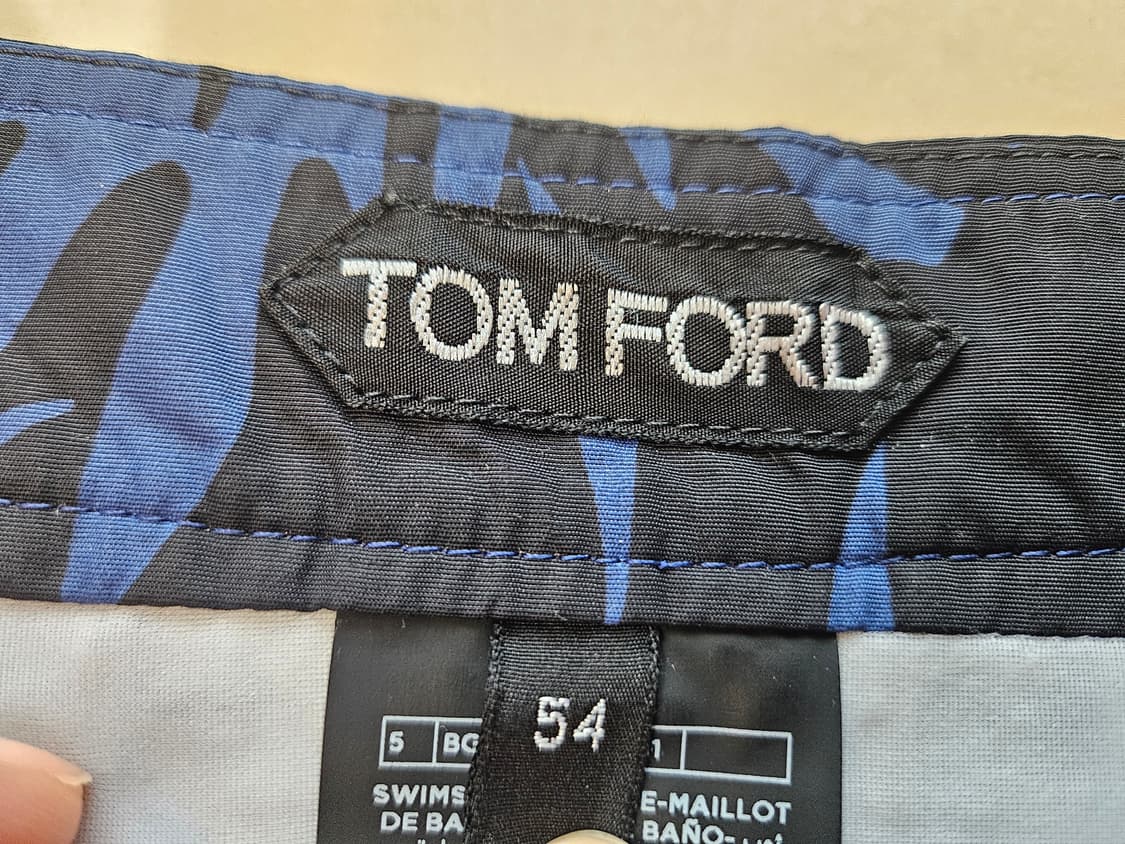 TOM FORD
54
5 BG 1
SWIMS E-MAILLOT
DE BA BAÑO-